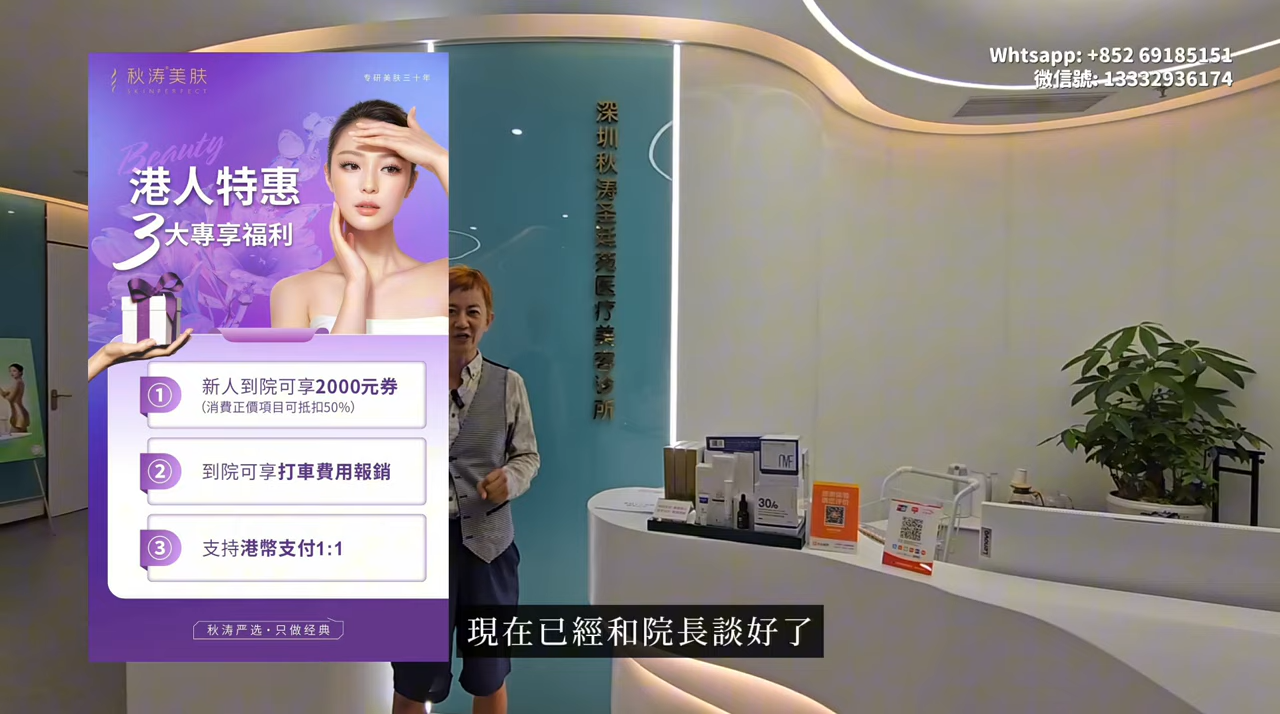 Whtsapp: +852 69185151
微信號: 13332936174
秋涛美肤
SKINPERFECT
专研美肤三十年
Beauty
港人特惠
3大專享福利
① 新人到院可享2000元券
(消費正價項目可抵扣50%)
② 到院可享打車費用報銷
③ 支持港幣支付1:1
秋涛严选·只做经典
深圳秋涛圣廷苑医疗美容诊所
30%
lenovo
現在已經和院長談好了